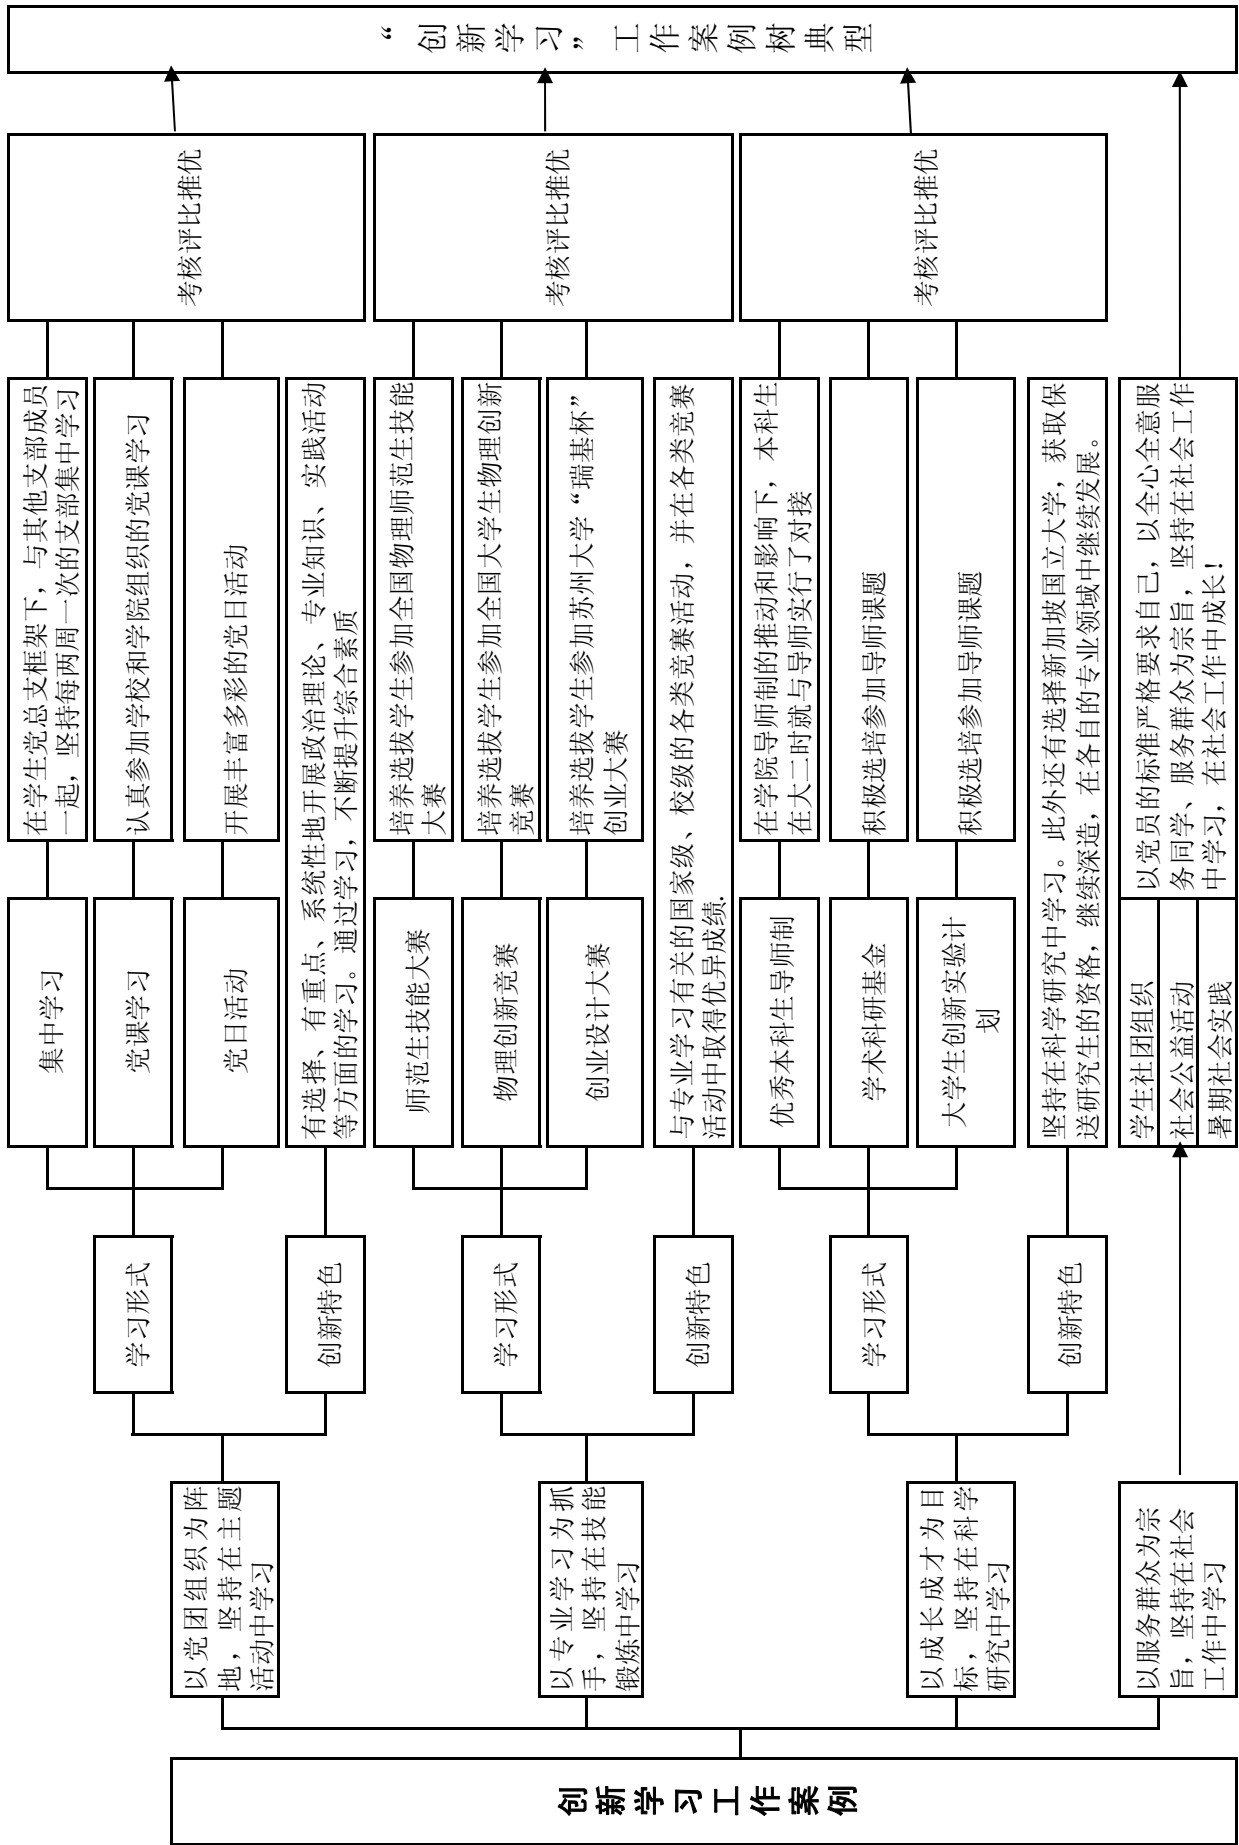 创新学习工作案例
以党团组织为阵
地，坚持在主题
活动中学习
学习形式
集中学习
在学生党总支框架下，与其他支部成员
一起，坚持每两周一次的支部集中学习
党课学习
认真参加学校和学院组织的党课学习
党日活动
开展丰富多彩的党日活动
考核评比推优
创新特色
有选择、有重点、系统性地开展政治理论、专业知识、实践活动
等方面的学习。通过学习，不断提升综合素质
以专业学习为抓
手，坚持在技能
锻炼中学习
学习形式
师范生技能大赛
培养选拔学生参加全国物理师范生技能
大赛
物理创新竞赛
培养选拔学生参加全国大学生物理创新
竞赛
创业设计大赛
培养选拔学生参加苏州大学“瑞基杯”
创业大赛
考核评比推优
创新特色
与专业学习有关的国家级、校级的各类竞赛活动，并在各类竞赛
活动中取得优异成绩.
以成长成才为目
标，坚持在科学
研究中学习
学习形式
优秀本科生导师制
在学院导师制的推动和影响下，本科生
在大二时就与导师实行了对接
学术科研基金
积极选培参加导师课题
大学生创新实验计
划
积极选培参加导师课题
考核评比推优
创新特色
坚持在科学研究中学习。此外还有选择新加坡国立大学，获取保
送研究生的资格，继续深造，在各自的专业领域中继续发展。
以服务群众为宗
旨，坚持在社会
工作中学习
学生社团组织
社会公益活动
暑期社会实践
以党员的标准严格要求自己，以全心全意服
务同学、服务群众为宗旨，坚持在社会工作
中学习，在社会工作中成长！
“创新学习”工作案例树典型